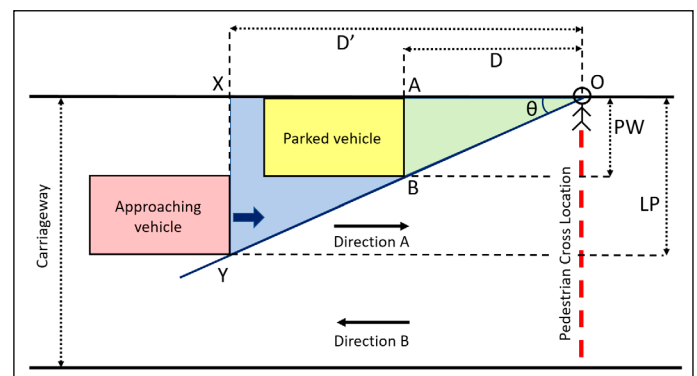 D’
D
X
A
O
θ
Parked vehicle
PW
B
LP
Approaching
vehicle
Carriageway
Direction A
Y
Pedestrian Cross Location
Direction B